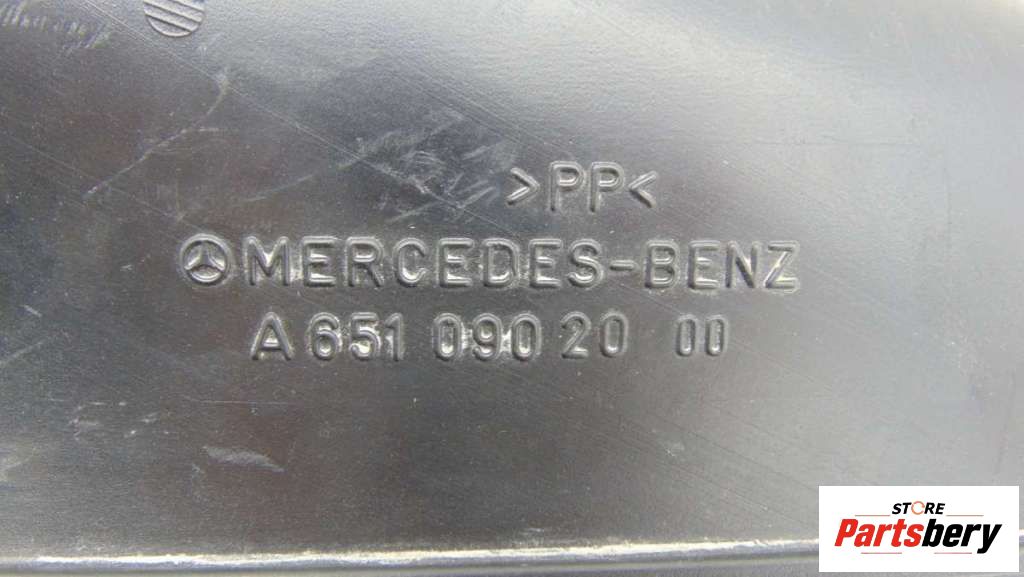 >PP<
MERCEDES-BENZ
A 651 090 20 00
STORE
Partsbery